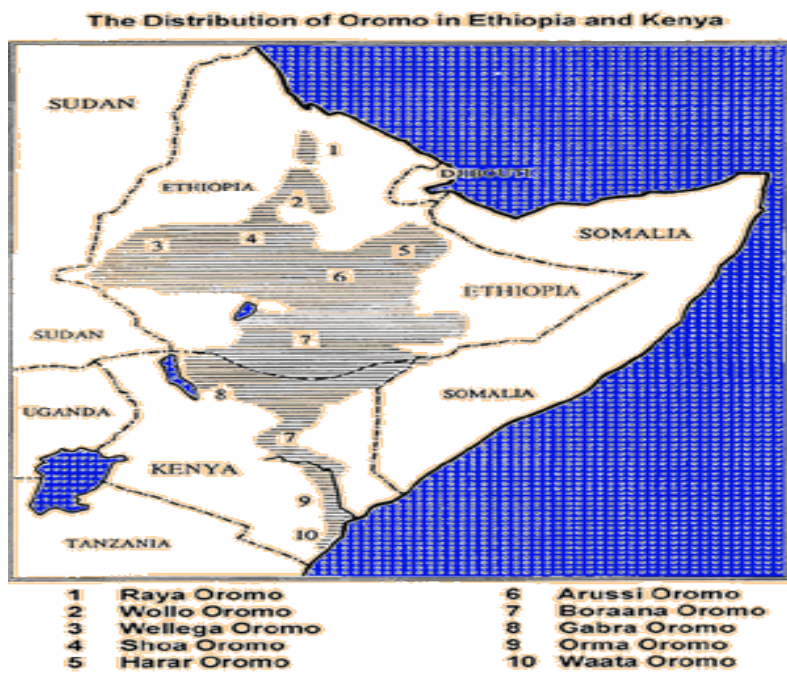 The Distribution of Oromo in Ethiopia and Kenya
SUDAN
1
ETHIOPIA
DJIBOUTI
2
3
4
5
SOMALIA
6
ETHIOPIA
SUDAN
7
8
SOMALIA
UGANDA
7
KENYA
9
10
TANZANIA
1 Raya Oromo
2 Wollo Oromo
3 Wellega Oromo
4 Shoa Oromo
5 Harar Oromo
6 Arussi Oromo
7 Boraana Oromo
8 Gabra Oromo
9 Orma Oromo
10 Waata Oromo